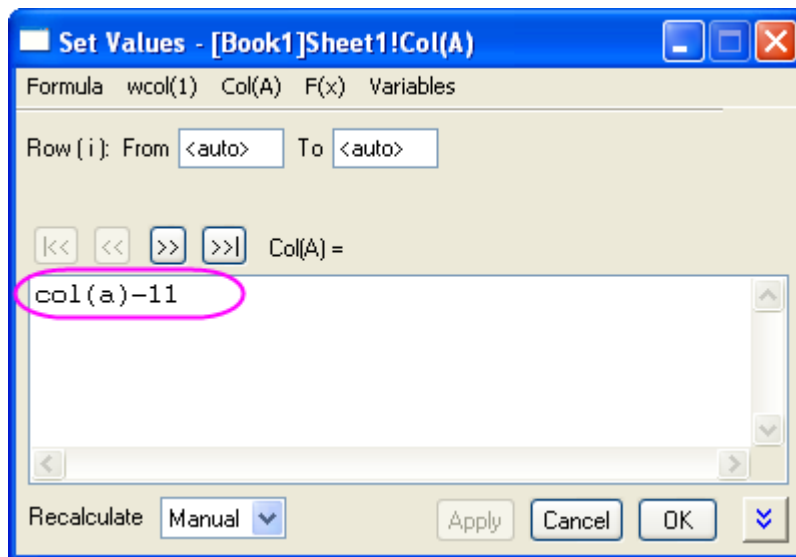 Set Values - [Book1]Sheet1!Col(A)
Formula wcol(1) Col(A) F(x) Variables
Row (i): From <auto> To <auto>
|<< << >> >>| Col(A) =
col(a)-11
Recalculate Manual Apply Cancel OK